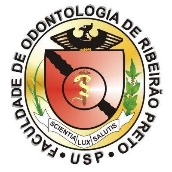 FACULDADE DE ODONTOLOGIA DE RIBEIRÃO PRETO
SCIENTIA LUX SALUTIS
• USP •